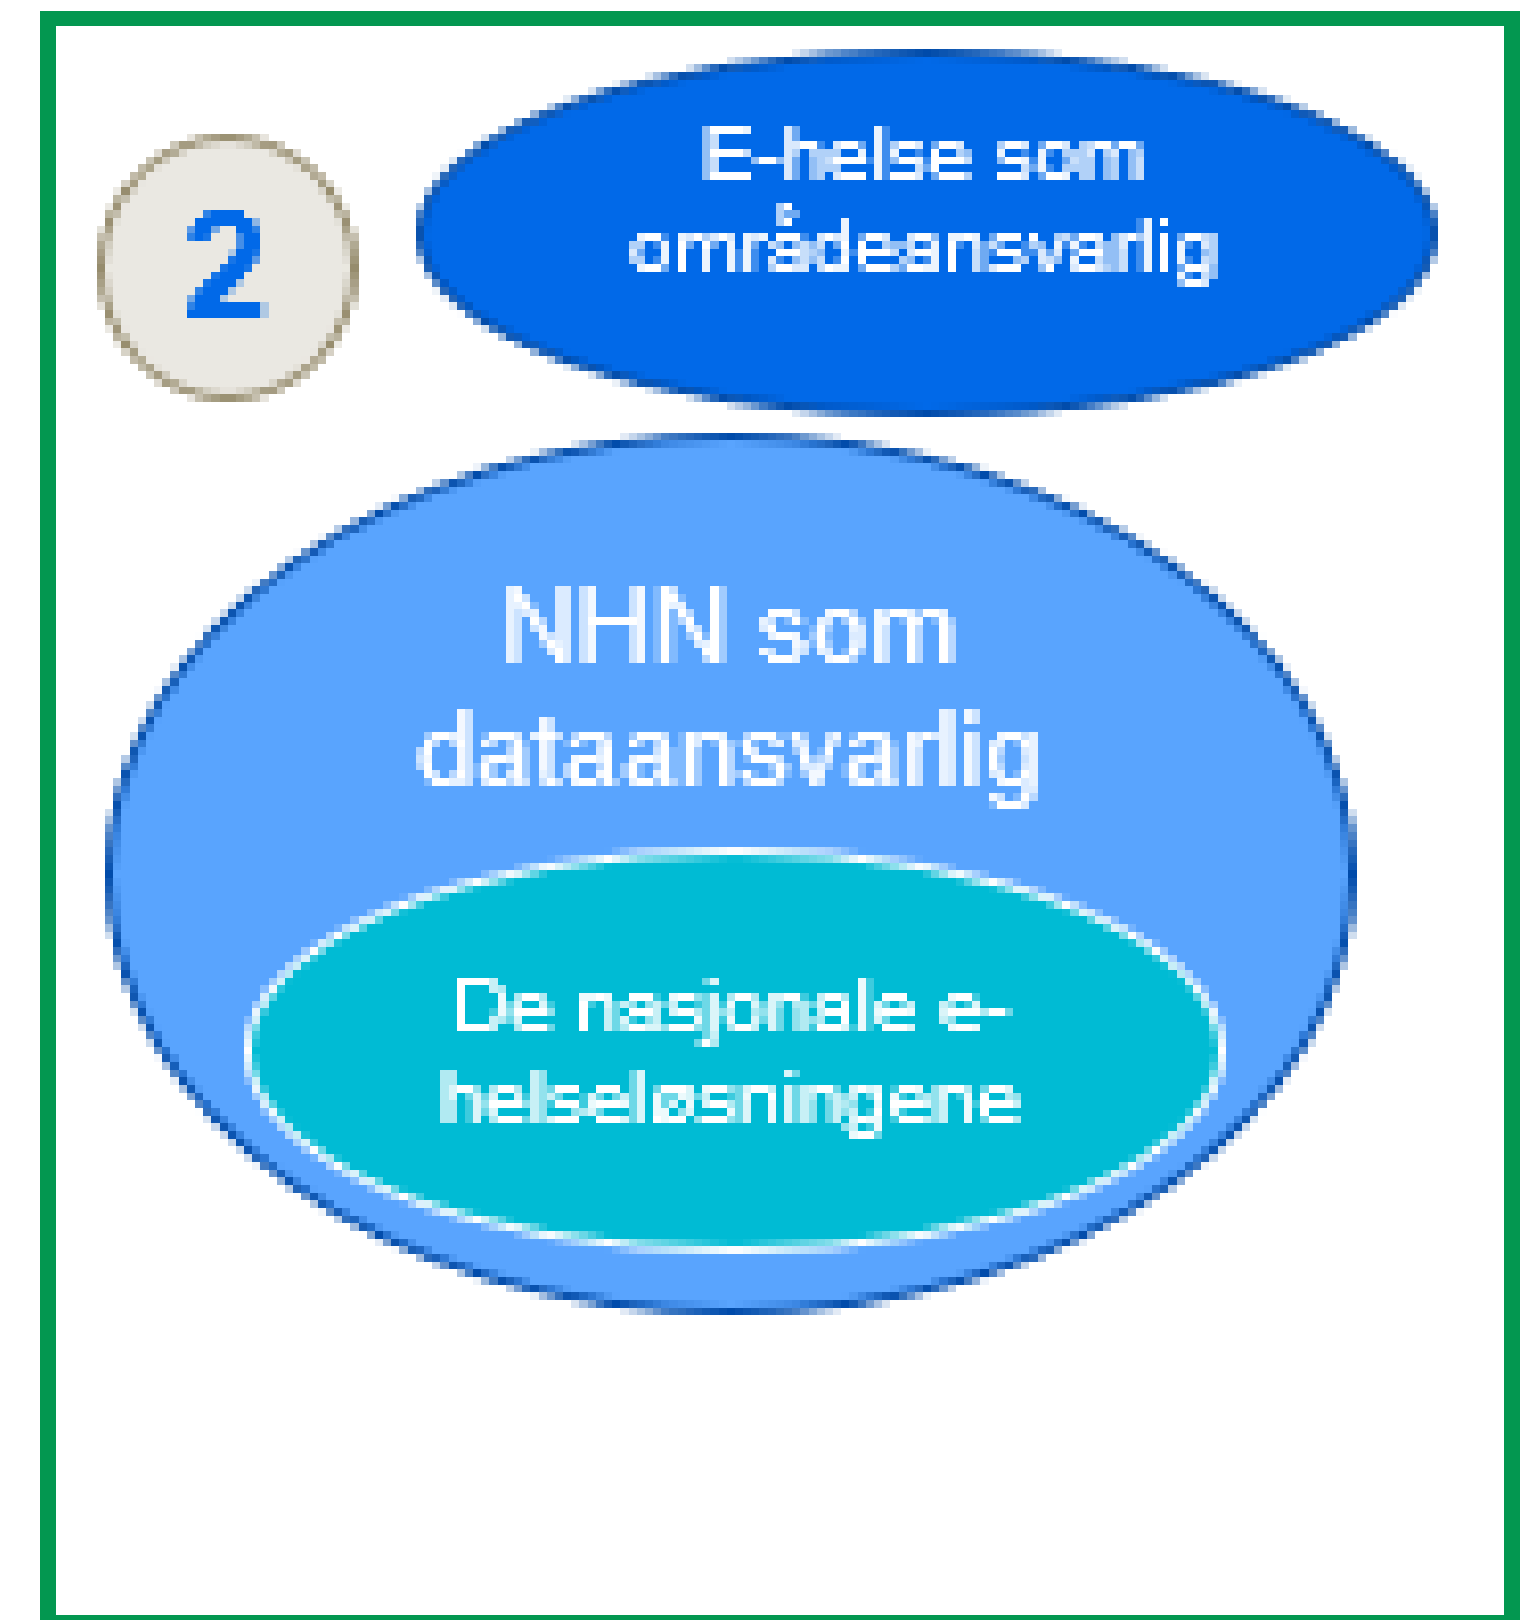 2
E-helse som
områdeansvarlig
NHN som
dataansvarlig
De nasjonale e-
helseløsningene